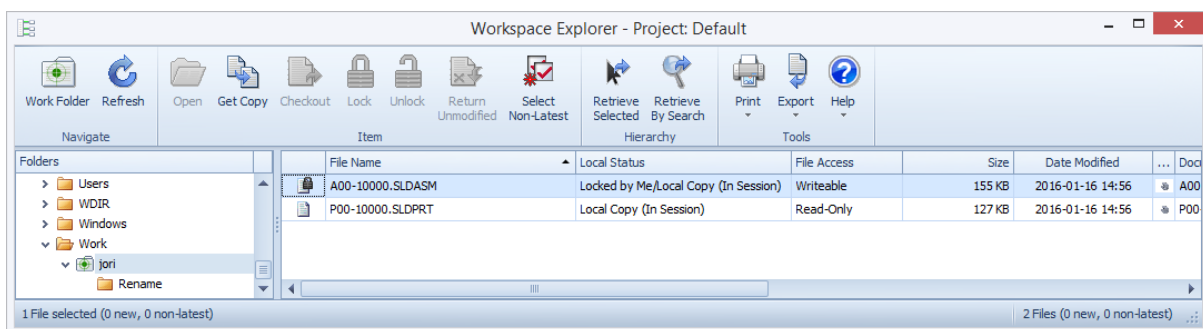 Workspace Explorer - Project: Default
Work Folder Refresh Open Get Copy Checkout Lock Unlock Return Unmodified Select Non-Latest Retrieve Selected Retrieve By Search Print Export Help
Navigate Item Hierarchy Tools
Folders File Name Local Status File Access Size Date Modified ... Docu
Users A00-10000.SLDASM Locked by Me/Local Copy (In Session) Writeable 155 KB 2016-01-16 14:56 A00
WDIR P00-10000.SLDPRT Local Copy (In Session) Read-Only 127 KB 2016-01-16 14:56 P00-
Windows
Work
jori
Rename
1 File selected (0 new, 0 non-latest) 2 Files (0 new, 0 non-latest)